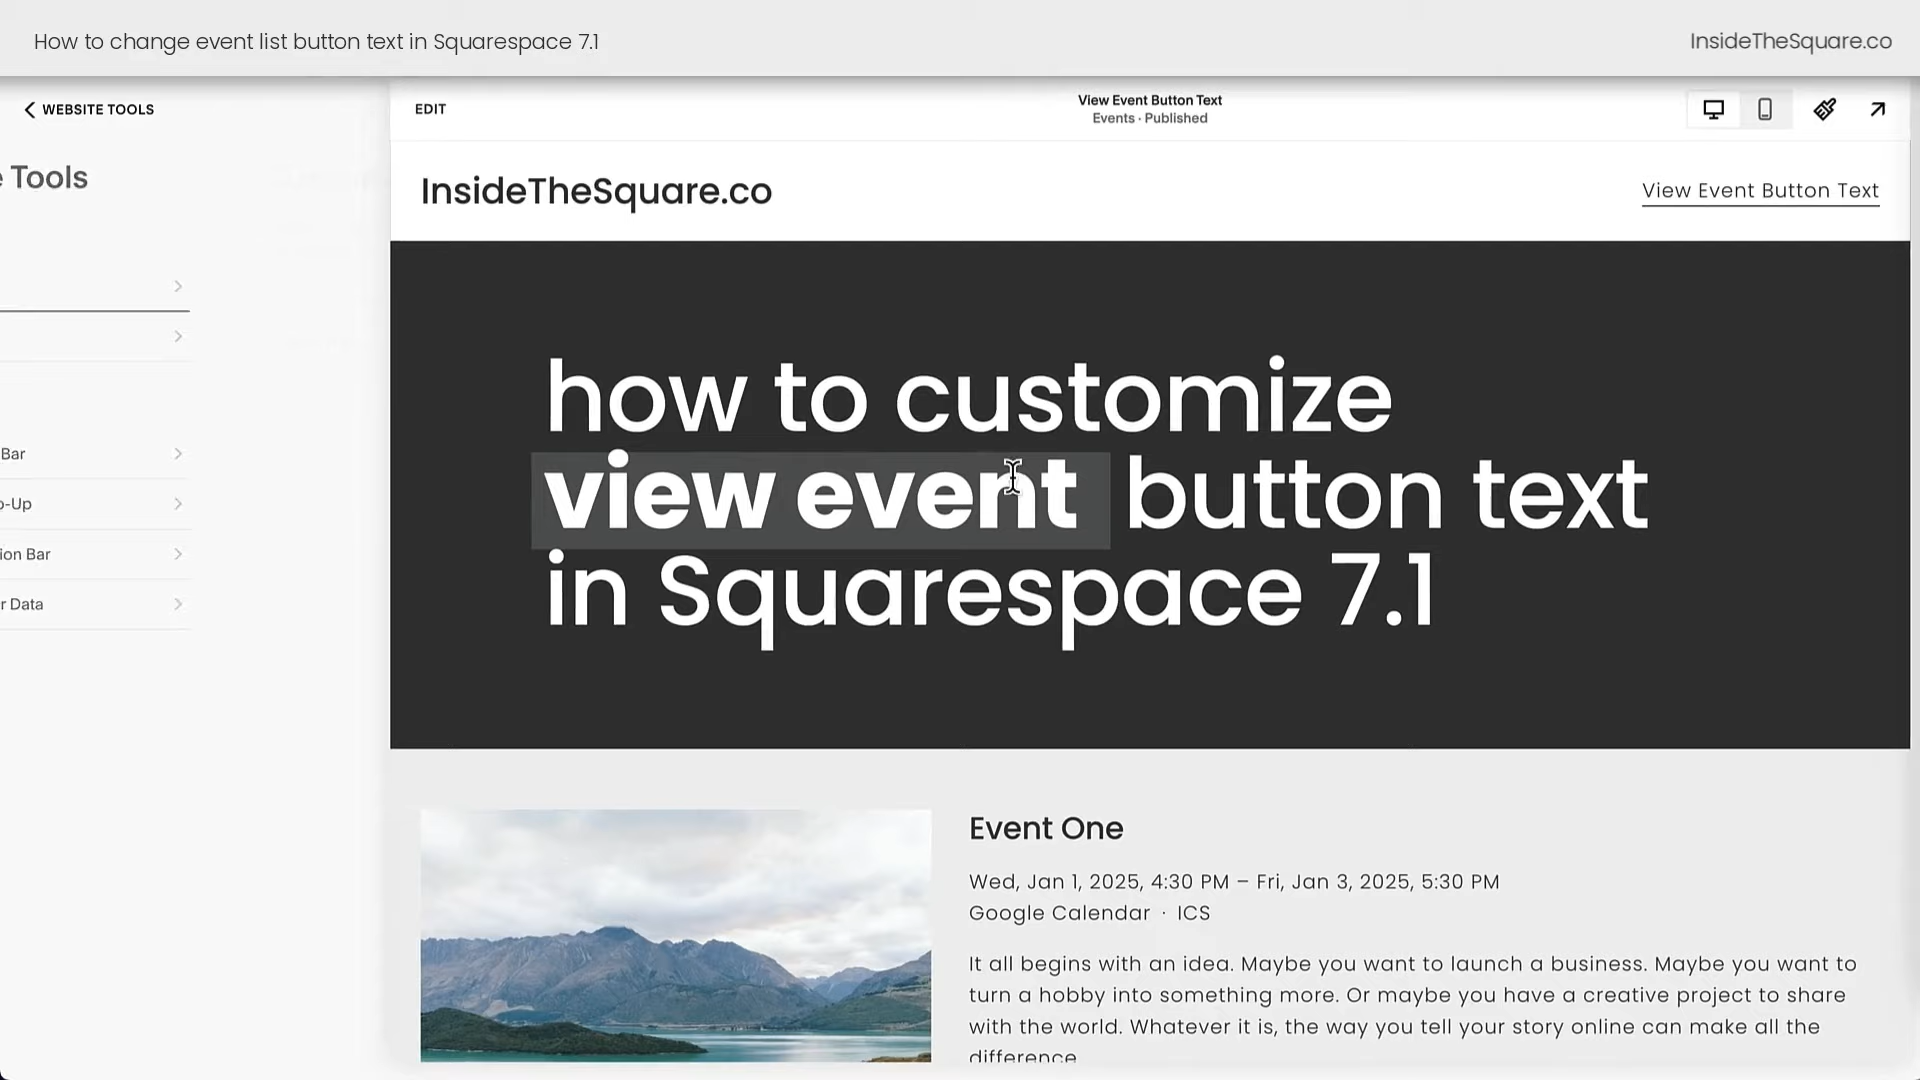 How to change event list button text in Squarespace 7.1
InsideTheSquare.co
WEBSITE TOOLS
EDIT
View Event Button Text
Events · Published
Tools
InsideTheSquare.co
View Event Button Text
how to customize
view event button text
in Squarespace 7.1
Bar
o-Up
ion Bar
r Data
Event One
Wed, Jan 1, 2025, 4:30 PM – Fri, Jan 3, 2025, 5:30 PM
Google Calendar · ICS
It all begins with an idea. Maybe you want to launch a business. Maybe you want to
turn a hobby into something more. Or maybe you have a creative project to share
with the world. Whatever it is, the way you tell your story online can make all the
difference